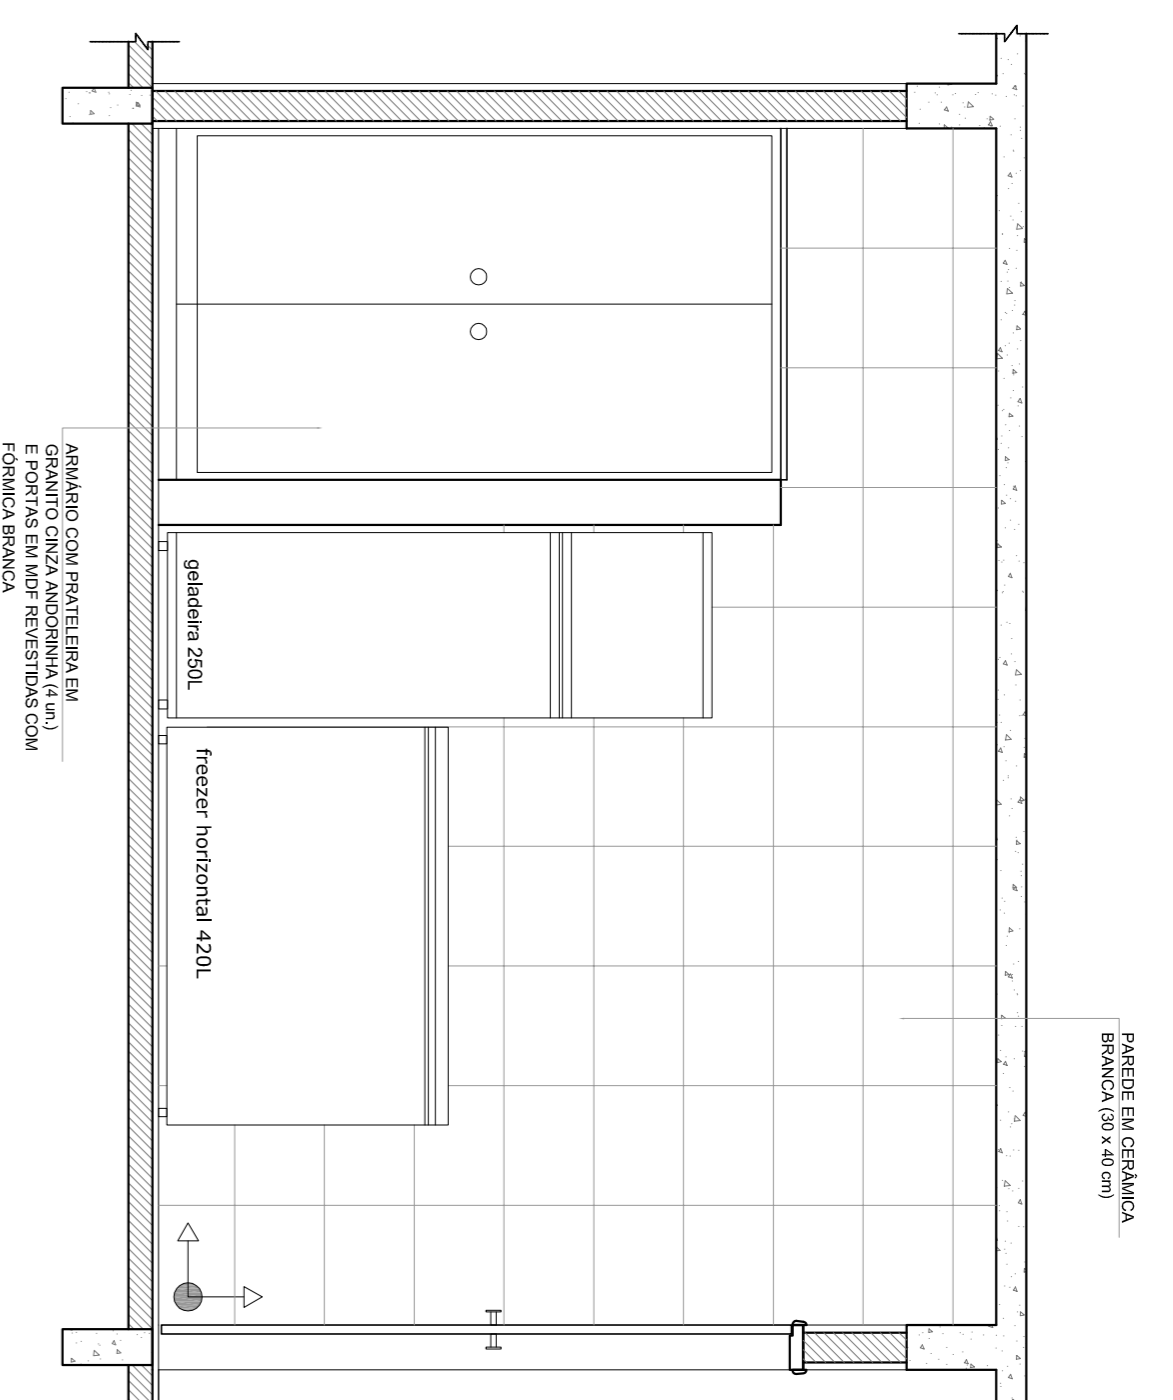 PAREDE EM CERÂMICA
BRANCA (30 x 40 cm)
geladeira 250L
freezer horizontal 420L
ARMÁRIO COM PRATELEIRA EM
GRANITO CINZA ANDORINHA (4 un.)
E PORTAS EM MDF REVESTIDAS COM
FÓRMICA BRANCA